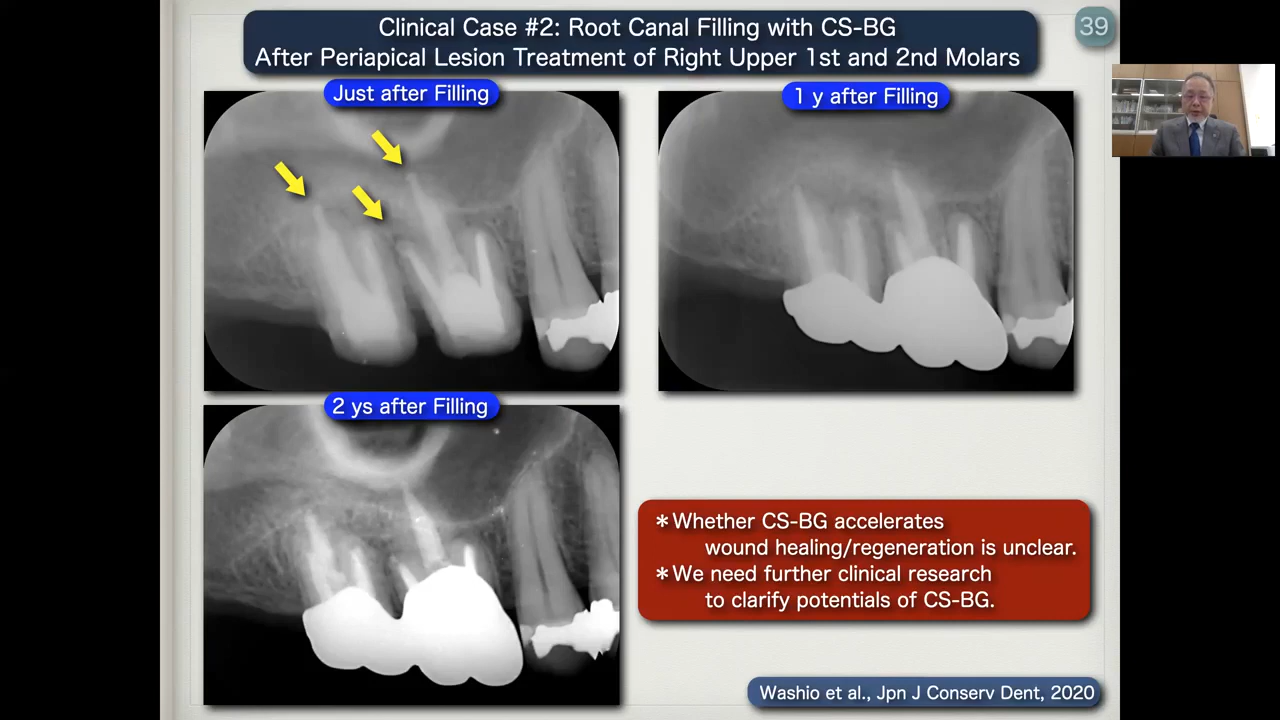 Clinical Case #2: Root Canal Filling with CS-BG
After Periapical Lesion Treatment of Right Upper 1st and 2nd Molars
39
Just after Filling
1 y after Filling
2 ys after Filling
*Whether CS-BG accelerates
wound healing/regeneration is unclear.
*We need further clinical research
to clarify potentials of CS-BG.
Washio et al., Jpn J Conserv Dent, 2020